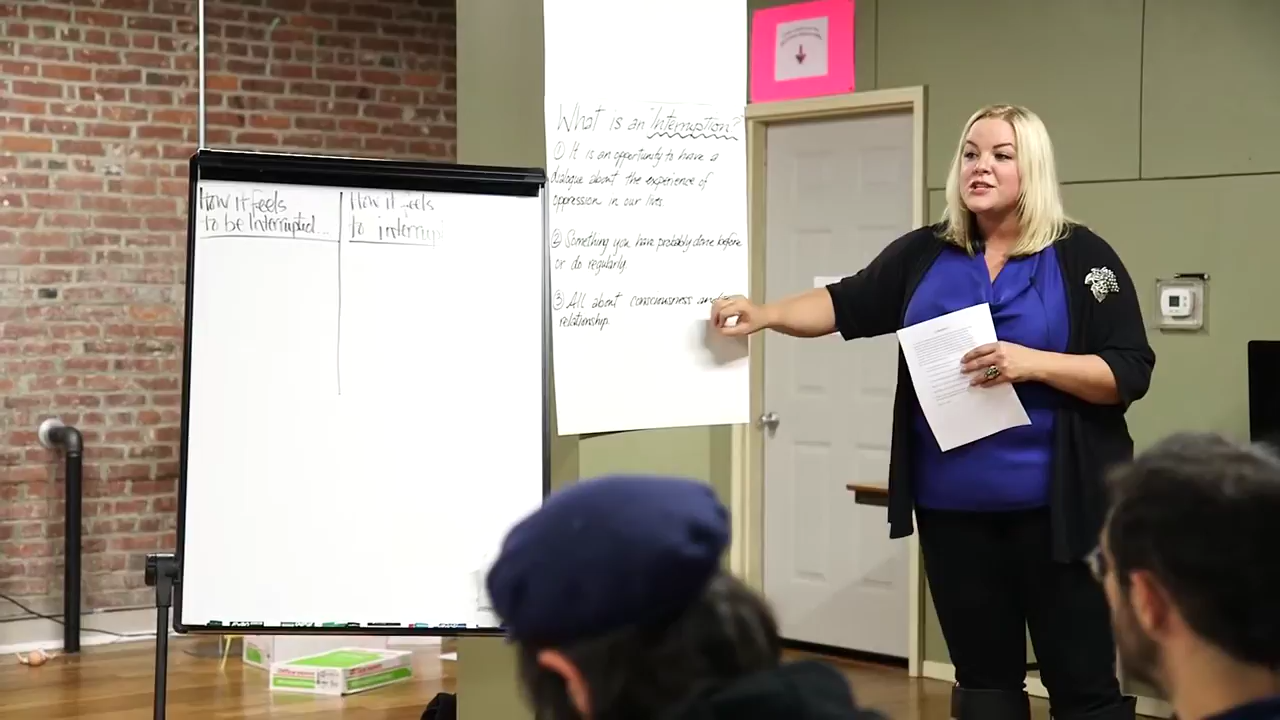 How it feels
to be Interrupted...
How it feels
to interrup
What is an "Interruption?"
① It is an opportunity to have a
dialogue about the experience of
oppression in our lives.
② Something you have probably done before
or do regularly.
③ All about consciousness and
relationship.